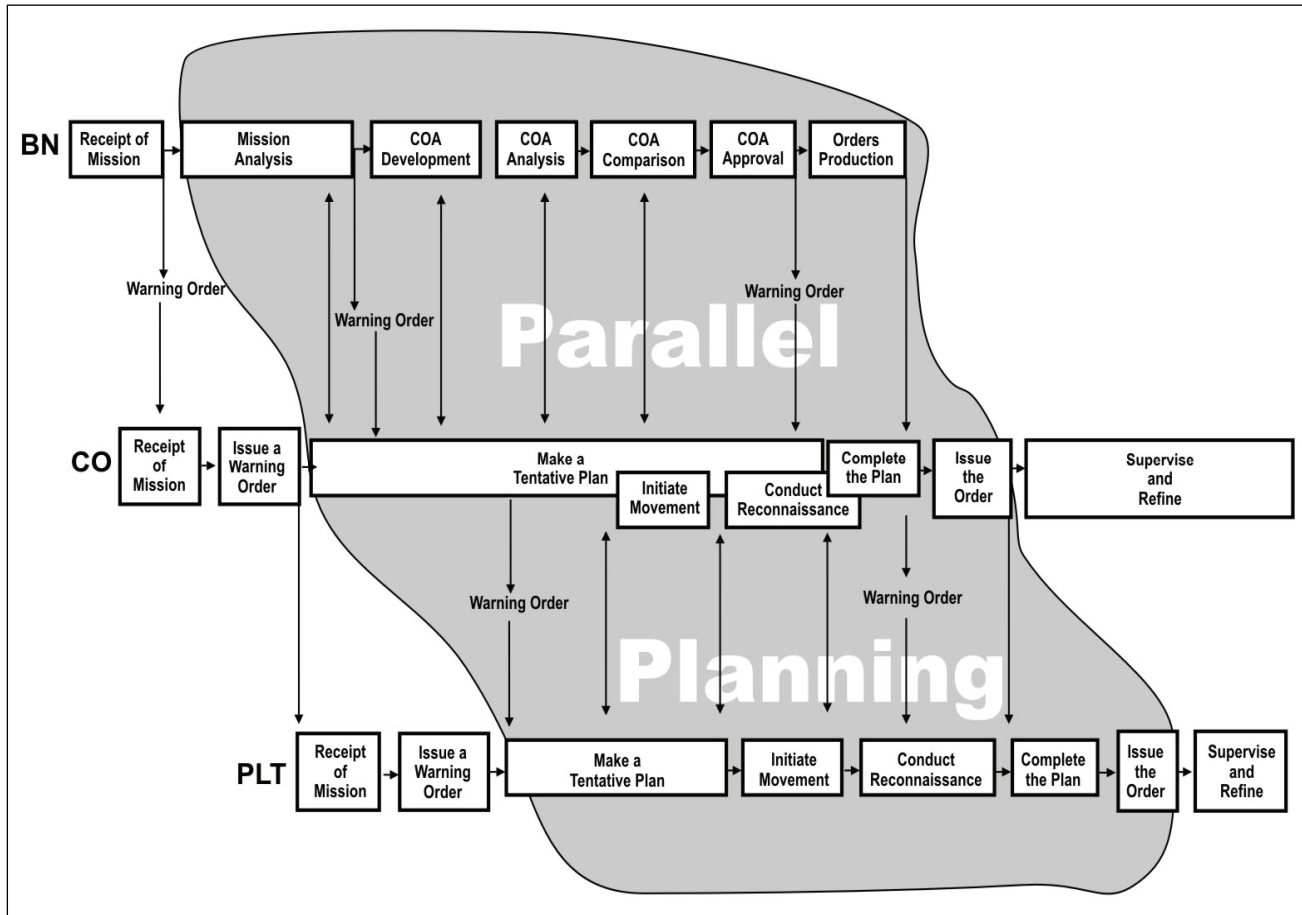 BN
Receipt of
Mission
Mission
Analysis
COA
Development
COA
Analysis
COA
Comparison
COA
Approval
Orders
Production
Warning Order
Warning Order
Warning Order
Parallel
CO
Receipt
of
Mission
Issue a
Warning
Order
Make a
Tentative Plan
Initiate
Movement
Conduct
Reconnaissance
Complete
the Plan
Issue
the
Order
Supervise
and
Refine
Warning Order
Warning Order
Planning
PLT
Receipt
of
Mission
Issue a
Warning
Order
Make a
Tentative Plan
Initiate
Movement
Conduct
Reconnaissance
Complete
the Plan
Issue
the
Order
Supervise
and
Refine